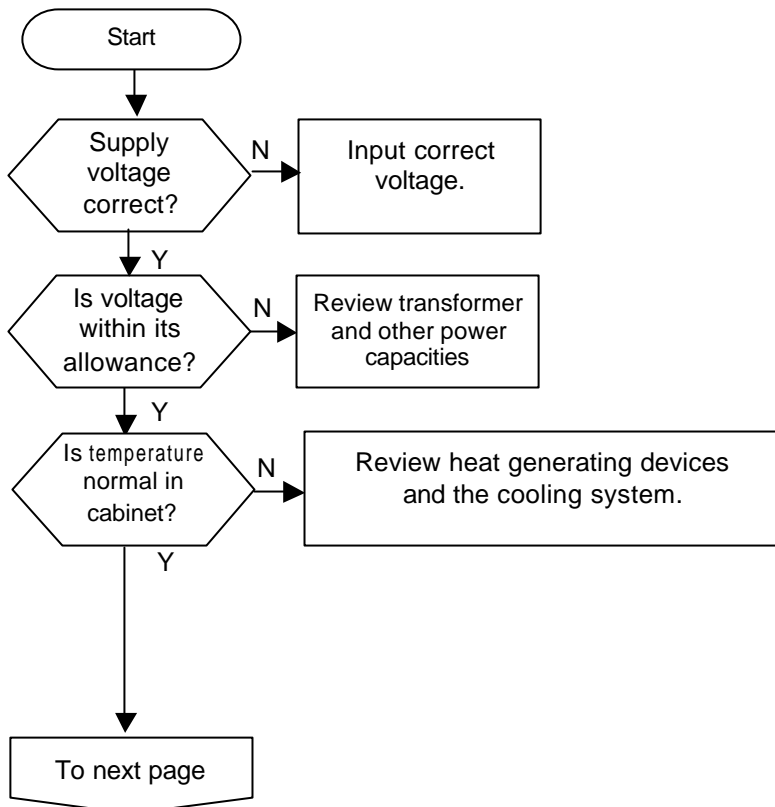 Start
Supply
voltage
correct?
N
Input correct
voltage.
Y
Is voltage
within its
allowance?
N
Review transformer
and other power
capacities
Y
Is temperature
normal in
cabinet?
N
Review heat generating devices
and the cooling system.
Y
To next page